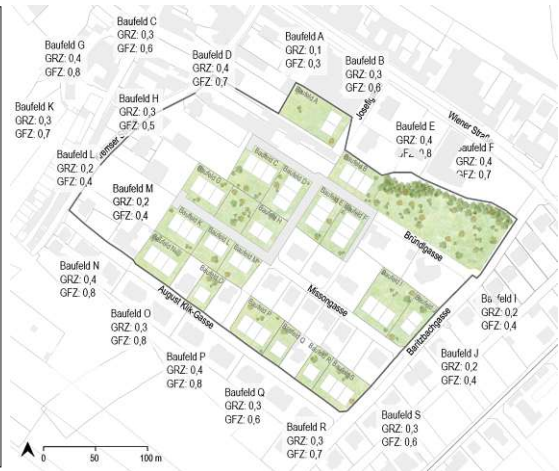 Baufeld C
GRZ: 0,3
GFZ: 0,6
Baufeld A
GRZ: 0,1
GFZ: 0,3
Baufeld G
GRZ: 0,4
GFZ: 0,8
Baufeld D
GRZ: 0,4
GFZ: 0,7
Baufeld B
GRZ: 0,3
GFZ: 0,6
Baufeld K
GRZ: 0,3
GFZ: 0,7
Baufeld H
GRZ: 0,3
GFZ: 0,5
Baufeld E
GRZ: 0,4
0,8
Wiener Straß
Baufeld F
GRZ: 0,4
GFZ: 0,7
Baufeld L
GRZ: 0,2
GFZ: 0,4
Baufeld M
GRZ: 0,2
GFZ: 0,4
Baufeld A
Baufeld B
Baufeld C
Baufeld H
Bründlgasse
Missongasse
August Klik-Gasse
Baritzbachgasse
Baufeld N
GRZ: 0,4
GFZ: 0,8
Baufeld O
GRZ: 0,3
GFZ: 0,8
Baufeld P
GRZ: 0,4
GFZ: 0,8
Baufeld Q
GRZ: 0,3
GFZ: 0,6
Baufeld R
GRZ: 0,3
GFZ: 0,7
Baufeld S
GRZ: 0,3
GFZ: 0,6
Baufeld J
GRZ: 0,2
GFZ: 0,4
GRZ: 0,2
GFZ: 0,4
0 50 100 m